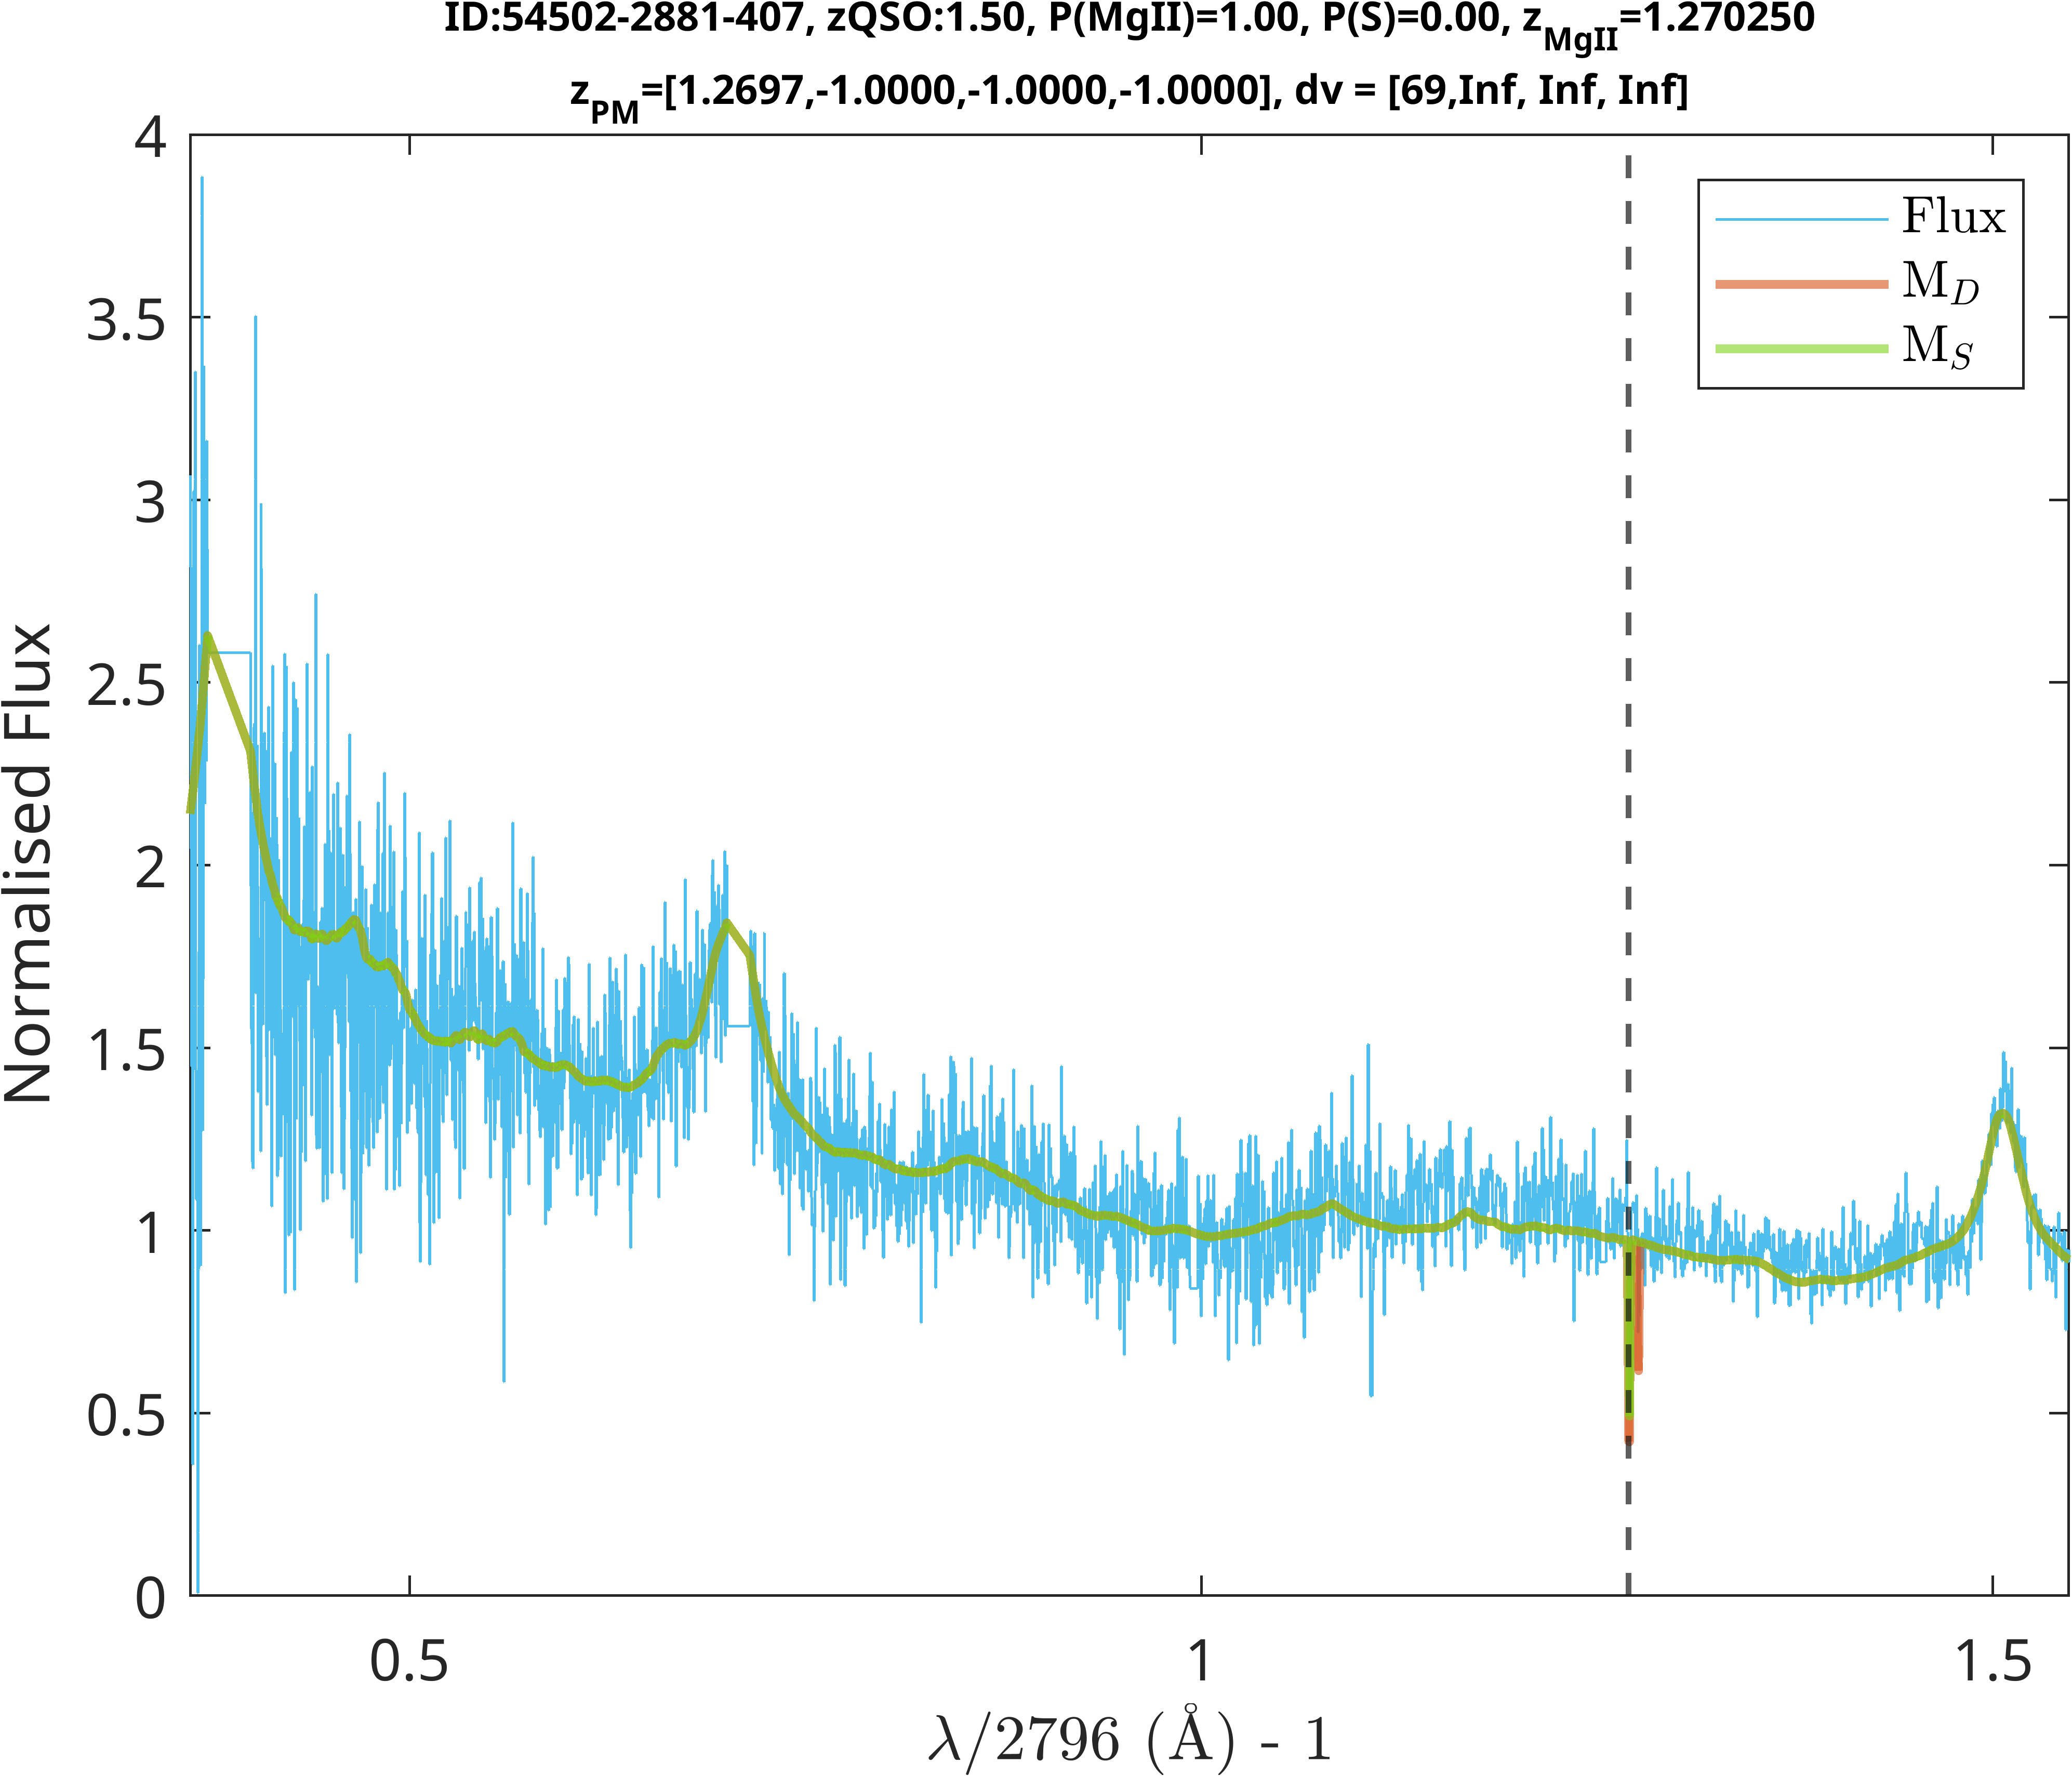 ID:54502-2881-407, zQSO:1.50, P(MgII)=1.00, P(S)=0.00, zMgII=1.270250
zPM=[1.2697,-1.0000,-1.0000,-1.0000], dv = [69,Inf, Inf, Inf]
4
3.5
3
2.5
2
1.5
1
0.5
0
Normalised Flux
Flux
MD
MS
0.5
1
1.5
λ/2796 (Å) - 1